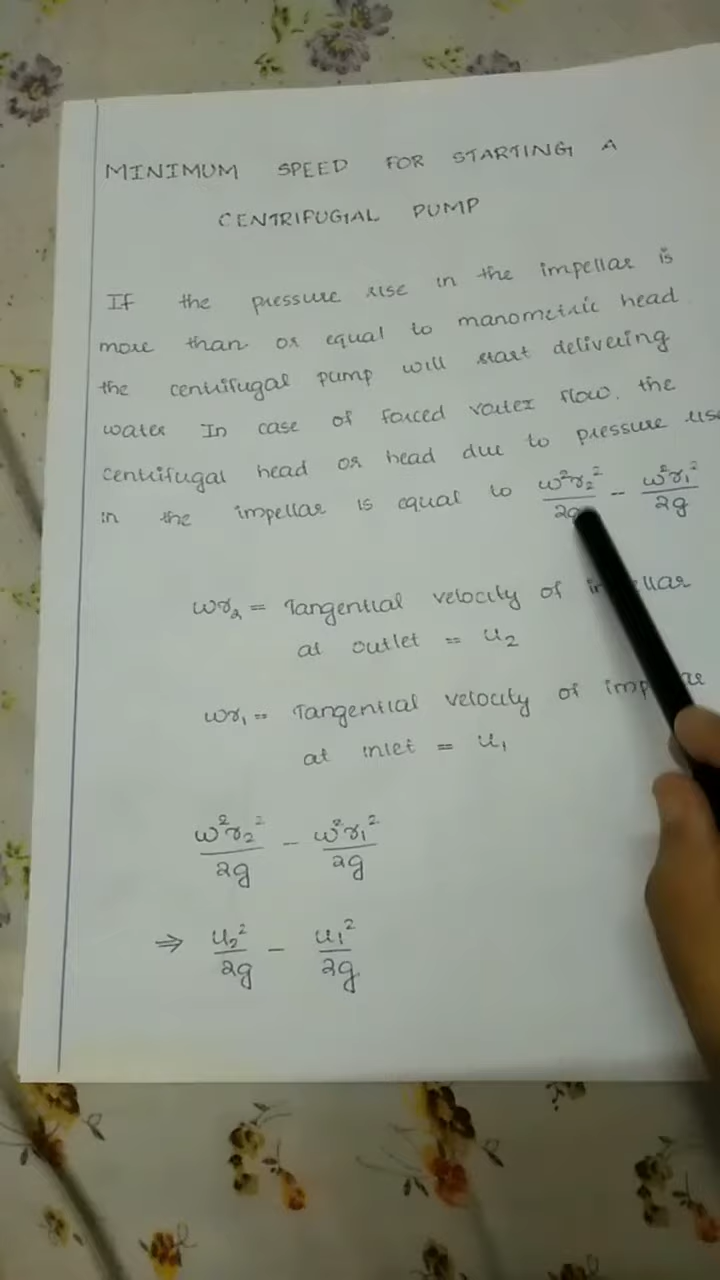 MINIMUM SPEED FOR STARTING A
CENTRIFUGIAL PUMP
If the pressure rise in the impellar is
more than or equal to manometric head
the centrifugal pump will start delivering
water In case of forced vortex flow, the
centrifugal head or head due to pressure rise
in the impellar is equal to ω²r₂²/2g - ω²r₁²/2g
ωr₂ = Tangential velocity of
at outlet = u₂
ωr₁ = Tangential velocity of
at inlet = u₁
ω²r₂²/2g - ω²r₁²/2g
⇒ u₂²/2g - u₁²/2g